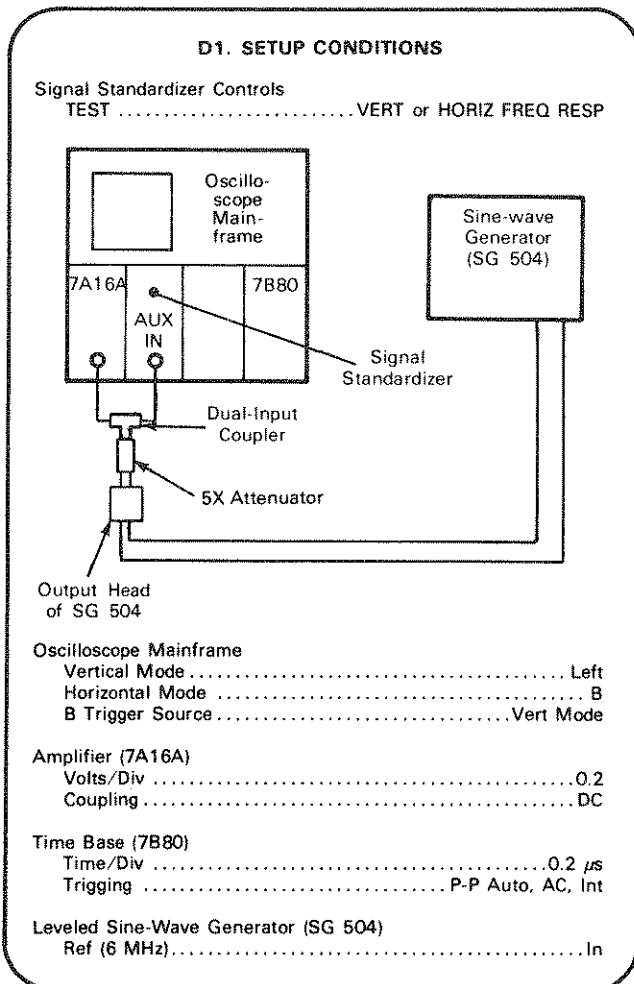 D1. SETUP CONDITIONS
Signal Standardizer Controls
TEST .......................... VERT or HORIZ FREQ RESP
Oscillo-
scope
Main-
frame
Sine-wave
Generator
(SG 504)
7A16A
7B80
AUX
IN
Signal
Standardizer
Dual-Input
Coupler
5X Attenuator
Output Head
of SG 504
Oscilloscope Mainframe
Vertical Mode ........................................ Left
Horizontal Mode ........................................ B
B Trigger Source ................................ Vert Mode
Amplifier (7A16A)
Volts/Div ........................................ 0.2
Coupling ........................................ DC
Time Base (7B80)
Time/Div ........................................ 0.2 μs
Trigging .............................. P-P Auto, AC, Int
Leveled Sine-Wave Generator (SG 504)
Ref (6 MHz) ........................................ In